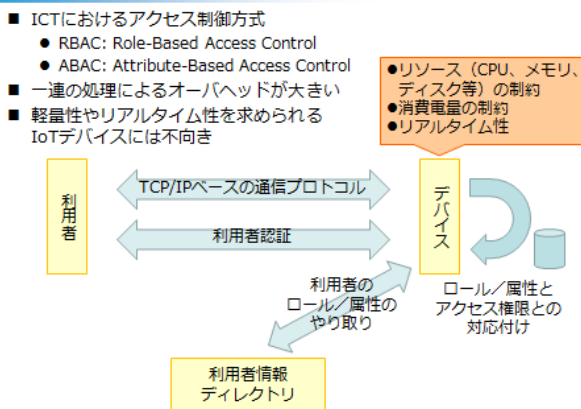 ■ ICTにおけるアクセス制御方式
● RBAC: Role-Based Access Control
● ABAC: Attribute-Based Access Control
■ 一連の処理によるオーバヘッドが大きい
■ 軽量性やリアルタイム性を求められる
IoTデバイスには不向き
●リソース（CPU、メモリ、
ディスク等）の制約
●消費電量の制約
●リアルタイム性
利用者
TCP/IPベースの通信プロトコル
利用者認証
デバイス
利用者の
ロール／属性の
やり取り
ロール／属性と
アクセス権限との
対応付け
利用者情報
ディレクトリ